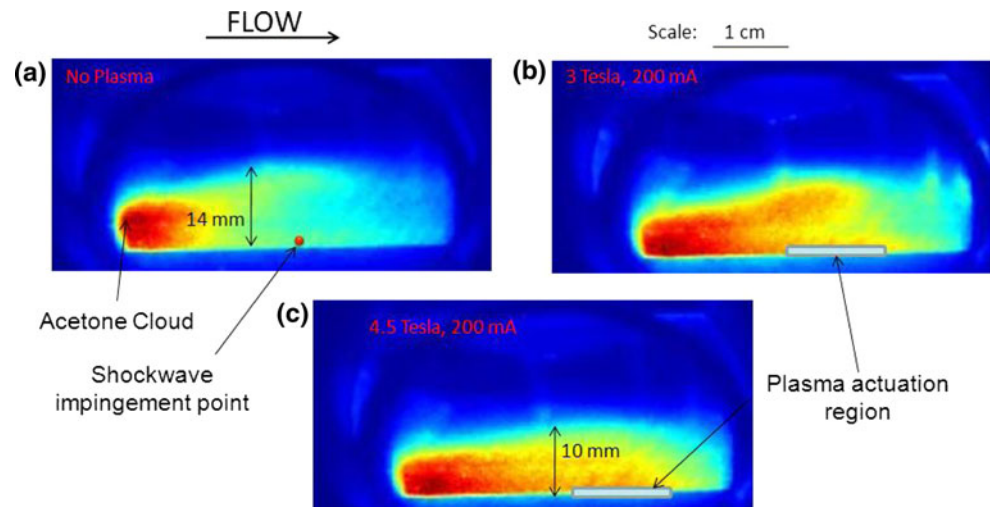 FLOW
Scale: 1 cm
(a)
No Plasma
(b)
3 Tesla, 200 mA
14 mm
Acetone Cloud
Shockwave
impingement point
(c)
4.5 Tesla, 200 mA
10 mm
Plasma actuation
region